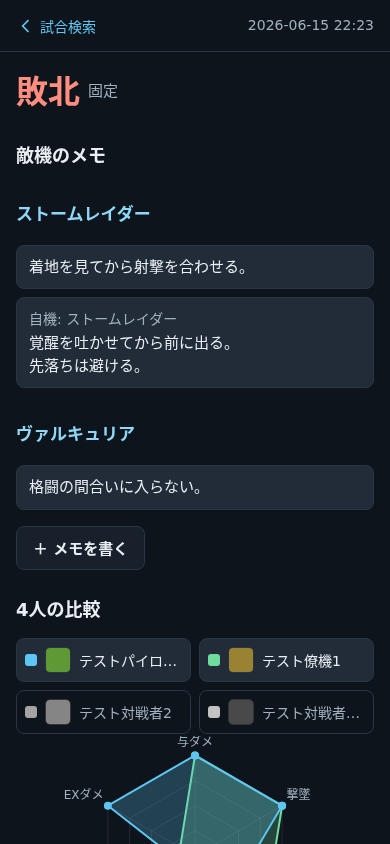 試合検索
2026-06-15 22:23
敗北 固定
敵機のメモ
ストームレイダー
着地を見てから射撃を合わせる。
自機: ストームレイダー
覚醒を吐かせてから前に出る。
先落ちは避ける。
ヴァルキュリア
格闘の間合いに入らない。
＋ メモを書く
4人の比較
テストパイロ…
テスト僚機1
テスト対戦者2
テスト対戦者…
与ダメ
EXダメ
撃墜